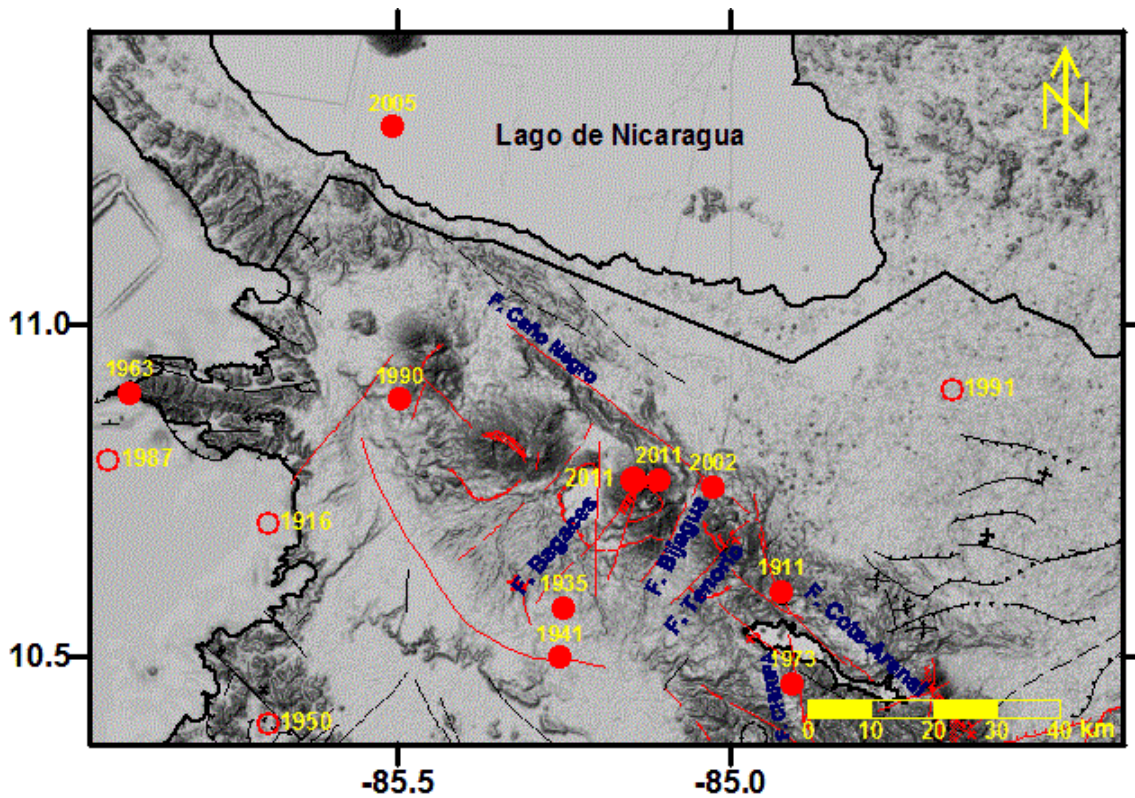 2005
Lago de Nicaragua
N
11.0
F. Caño Negro
1963
1990
1991
1987
2011
2011
2002
1916
F. Bagaces
F. Bijagua
F. Tenorio
1935
1911
F. Cote-Arenal
1941
10.5
1973
1950
0 10 20 30 40 km
-85.5
-85.0